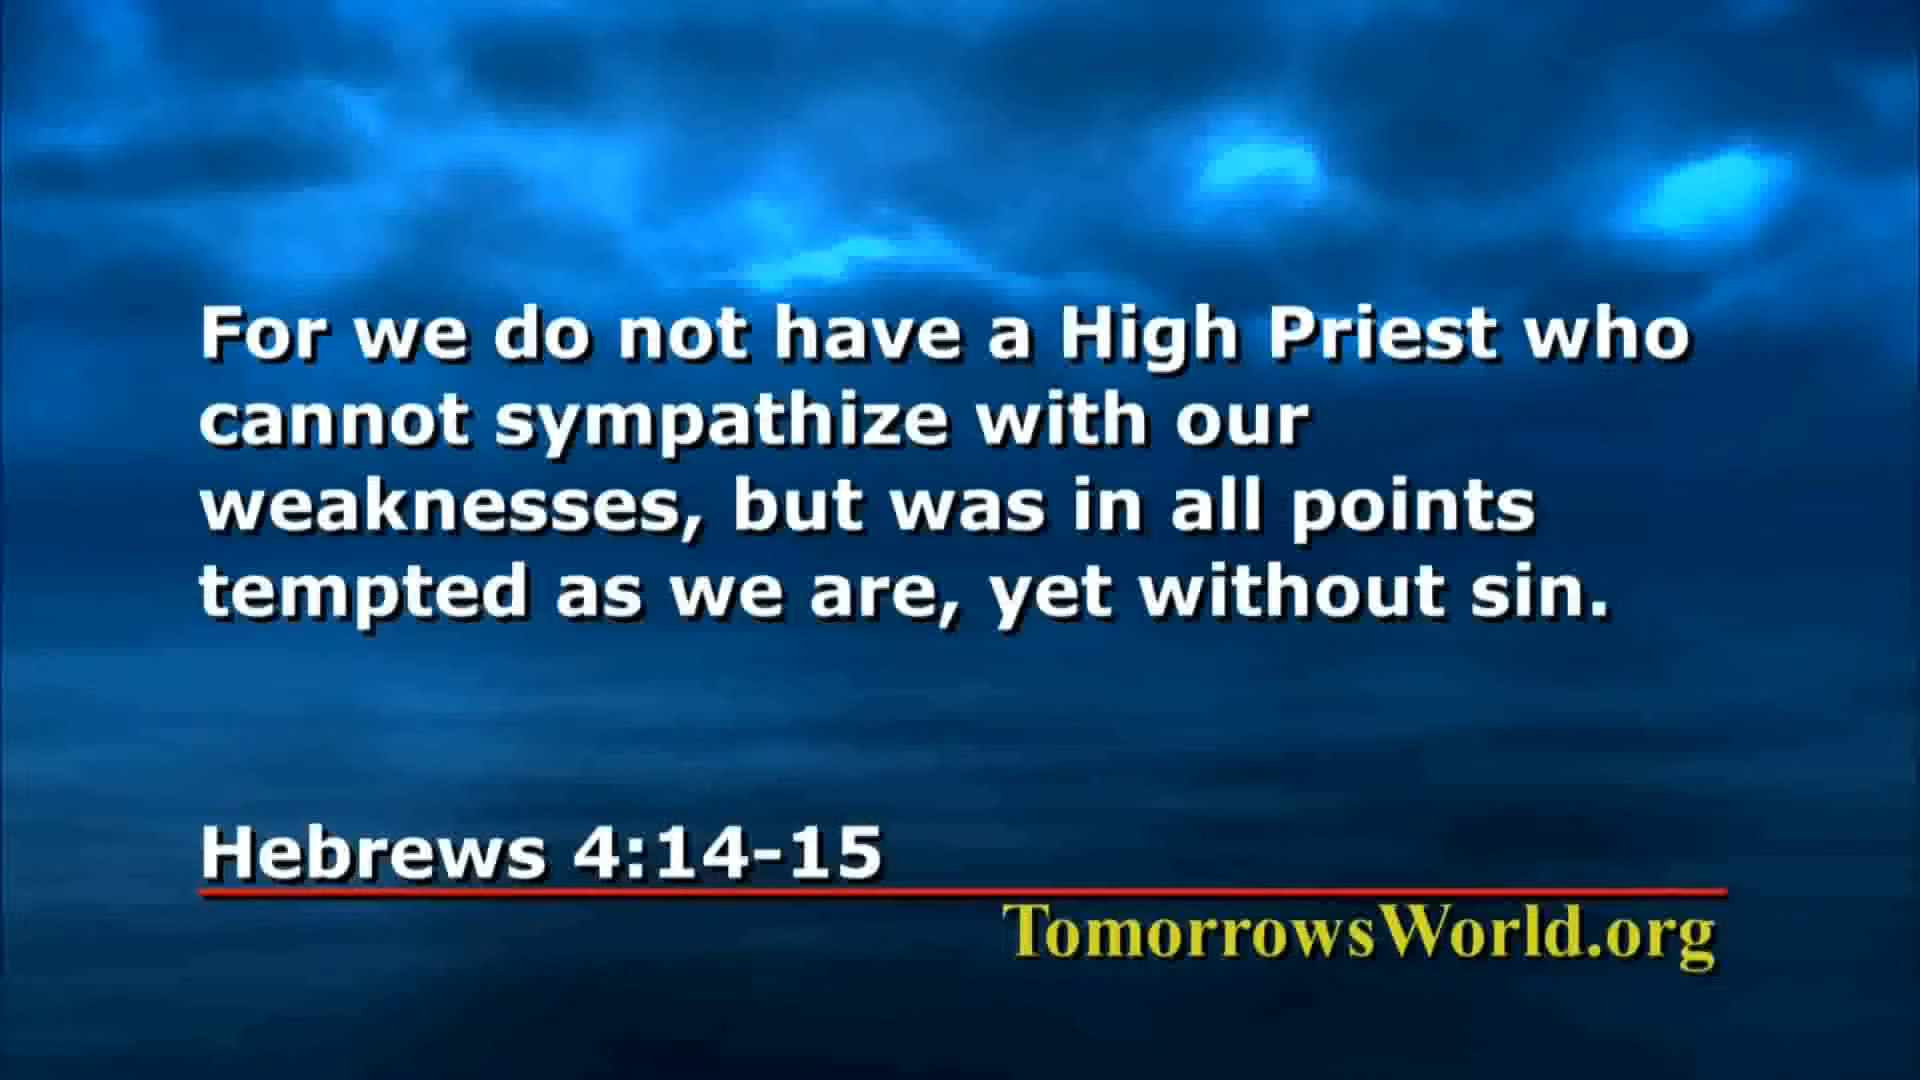 For we do not have a High Priest who
cannot sympathize with our
weaknesses, but was in all points
tempted as we are, yet without sin.
Hebrews 4:14-15
TomorrowsWorld.org